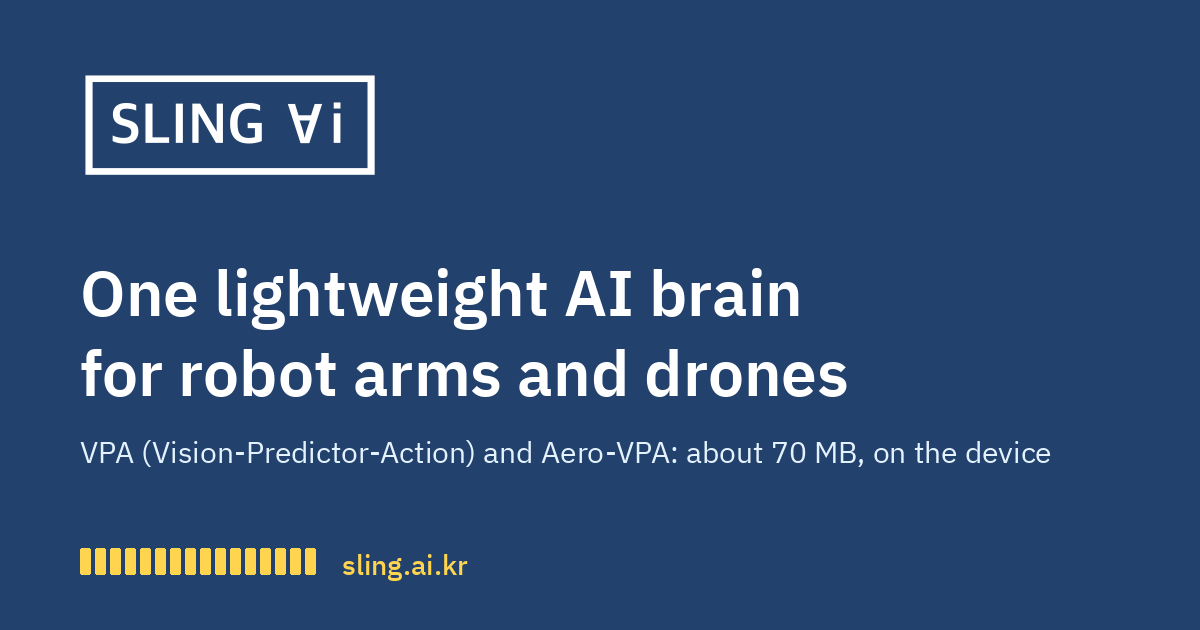 SLING ∀i
One lightweight AI brain
for robot arms and drones
VPA (Vision-Predictor-Action) and Aero-VPA: about 70 MB, on the device
sling.ai.kr